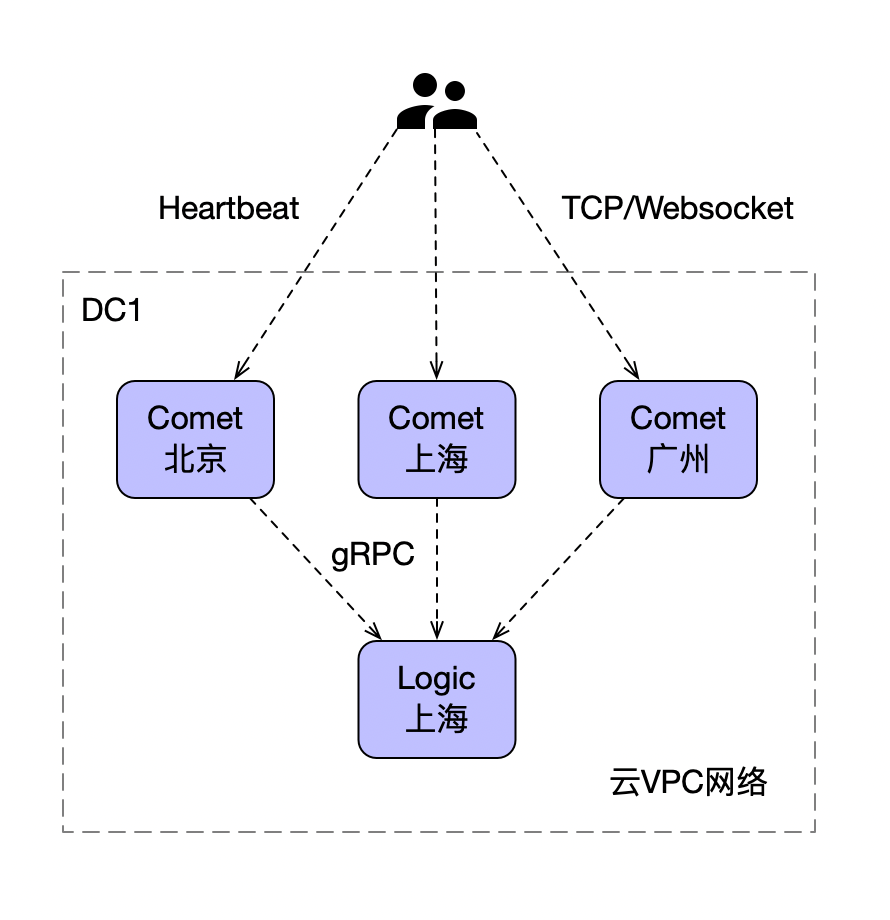 Heartbeat
TCP/Websocket
DC1
Comet
北京
Comet
上海
Comet
广州
gRPC
Logic
上海
云VPC网络